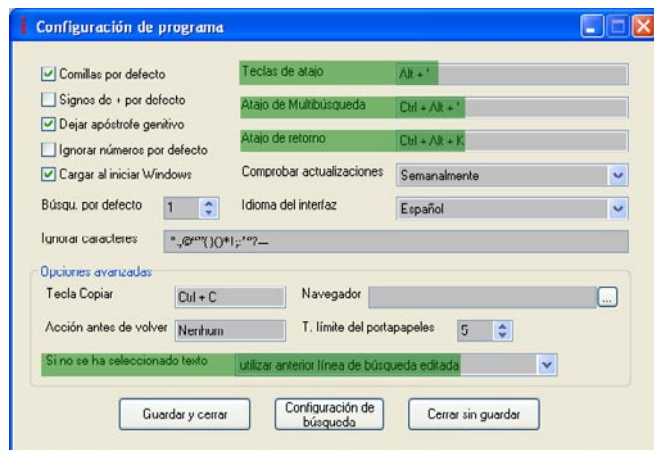 Configuración de programa
Comillas por defecto
Teclas de atajo Alt + '
Signos de + por defecto
Atajo de Multibúsqueda Ctrl + Alt + '
Dejar apóstrofe genitivo
Atajo de retorno Ctrl + Alt + K
Ignorar números por defecto
Cargar al iniciar Windows
Comprobar actualizaciones Semanalmente
Búsqu. por defecto 1 Idioma del interfaz Español
Ignorar caracteres
Opciones avanzadas
Tecla Copiar Ctrl + C Navegador ...
Acción antes de volver Nenhum T. límite del portapapeles 5
Si no se ha seleccionado texto utilizar anterior línea de búsqueda editada
Guardar y cerrar Configuración de búsqueda Cerrar sin guardar